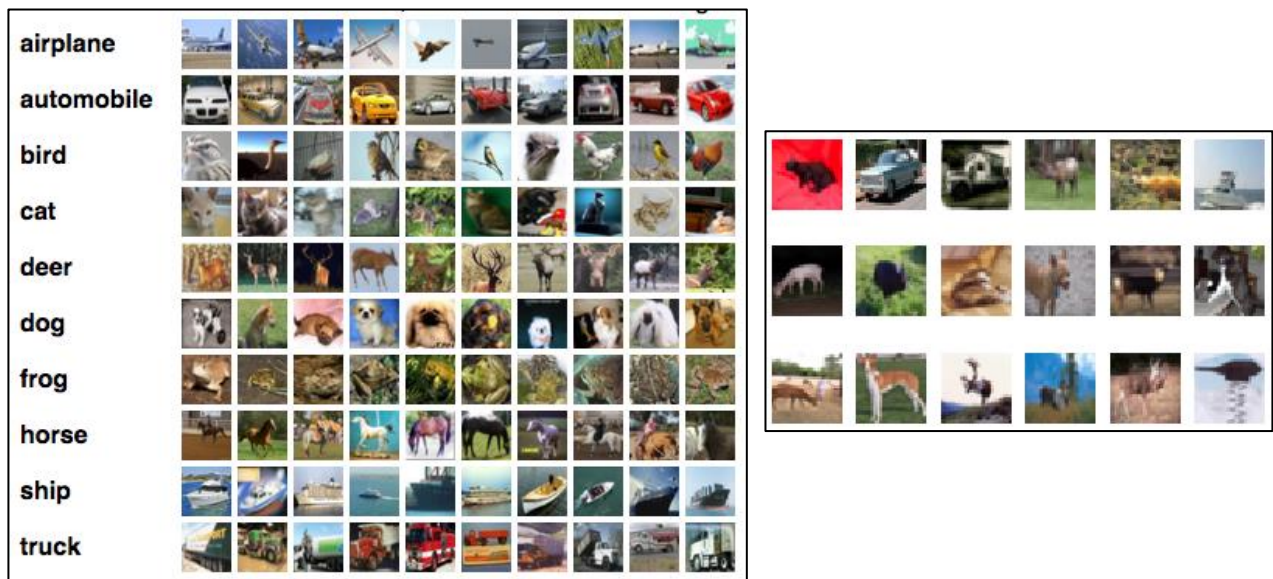 airplane
automobile
bird
cat
deer
dog
frog
horse
ship
truck